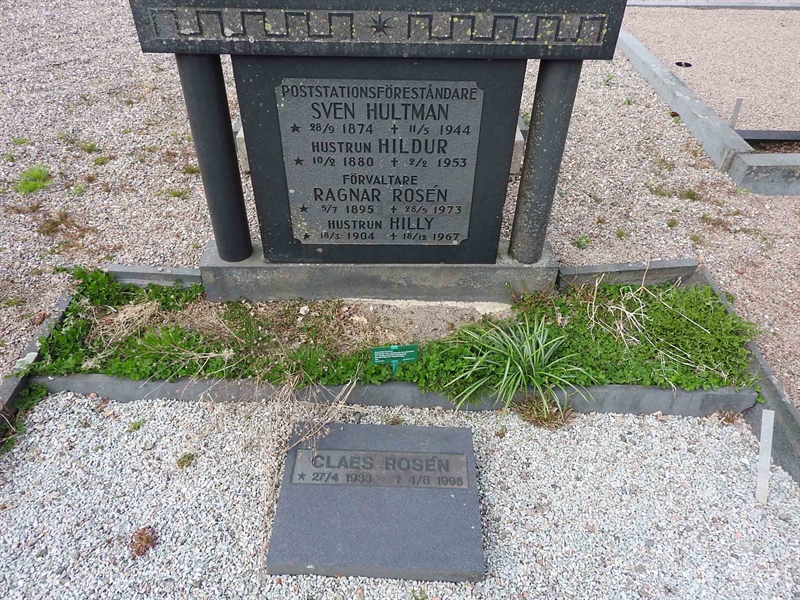 POSTSTATIONSFÖRESTÅNDARE
SVEN HULTMAN
* 28/9 1874 + 11/5 1944
HUSTRUN HILDUR
* 10/2 1880 + 2/2 1953
FÖRVALTARE
RAGNAR ROSÉN
* 5/7 1895 + 28/5 1973
HUSTRUN HILLY
* 18/3 1904 + 18/12 1967
CLAES ROSÉN
* 27/4 1933 + 4/8 1995